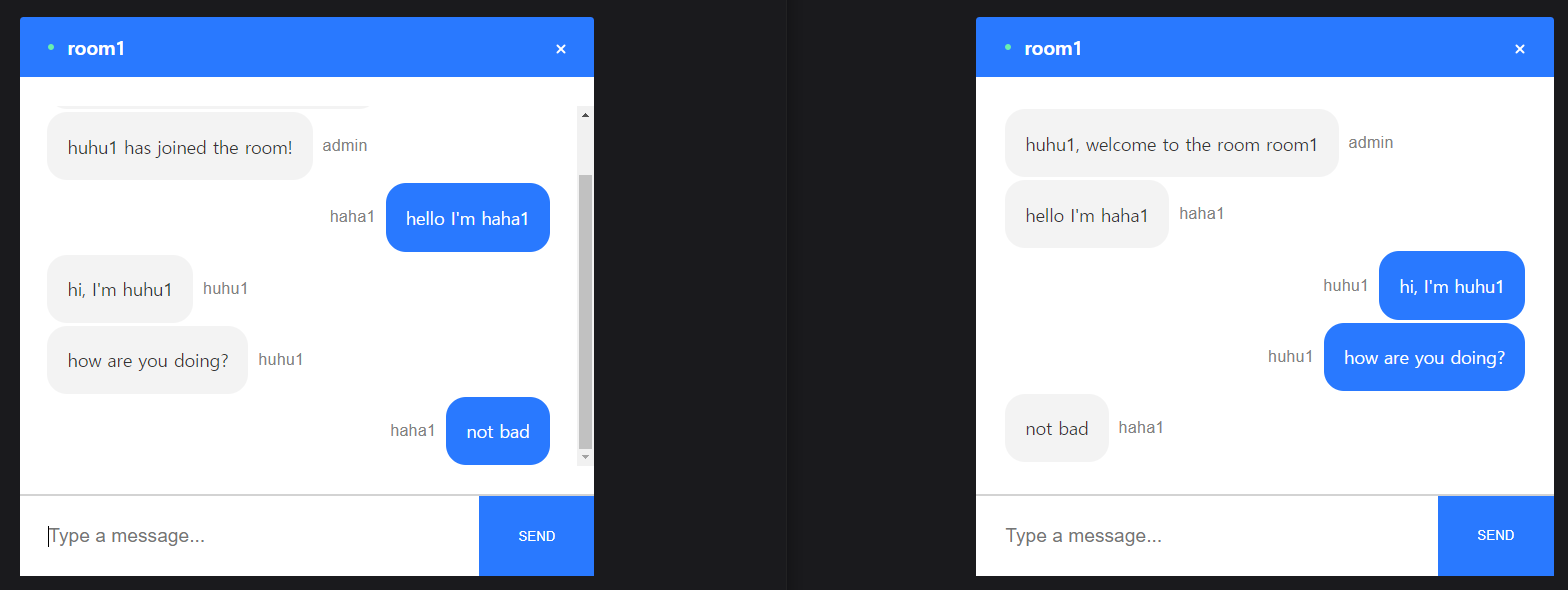 room1 ×
huhu1 has joined the room! admin
haha1 hello I'm haha1
hi, I'm huhu1 huhu1
how are you doing? huhu1
haha1 not bad
Type a message... SEND
room1 ×
huhu1, welcome to the room room1 admin
hello I'm haha1 haha1
huhu1 hi, I'm huhu1
huhu1 how are you doing?
not bad haha1
Type a message... SEND